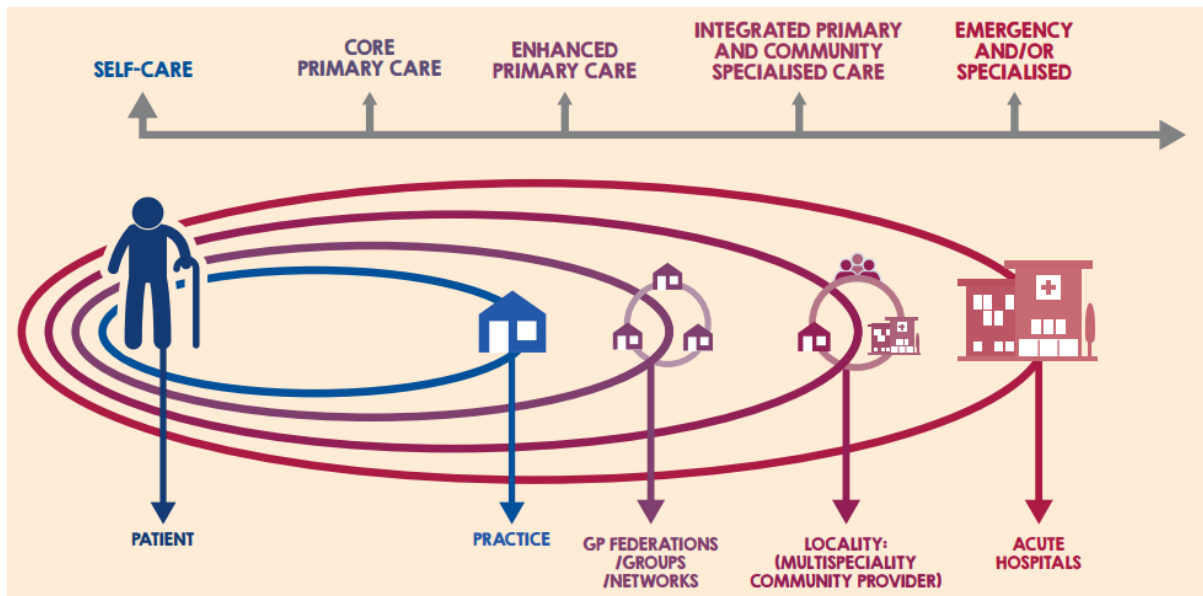 SELF-CARE
CORE
PRIMARY CARE
ENHANCED
PRIMARY CARE
INTEGRATED PRIMARY
AND COMMUNITY
SPECIALISED CARE
EMERGENCY
AND/OR
SPECIALISED
PATIENT
PRACTICE
GP FEDERATIONS
/GROUPS
/NETWORKS
LOCALITY:
(MULTISPECIALITY
COMMUNITY PROVIDER)
ACUTE
HOSPITALS